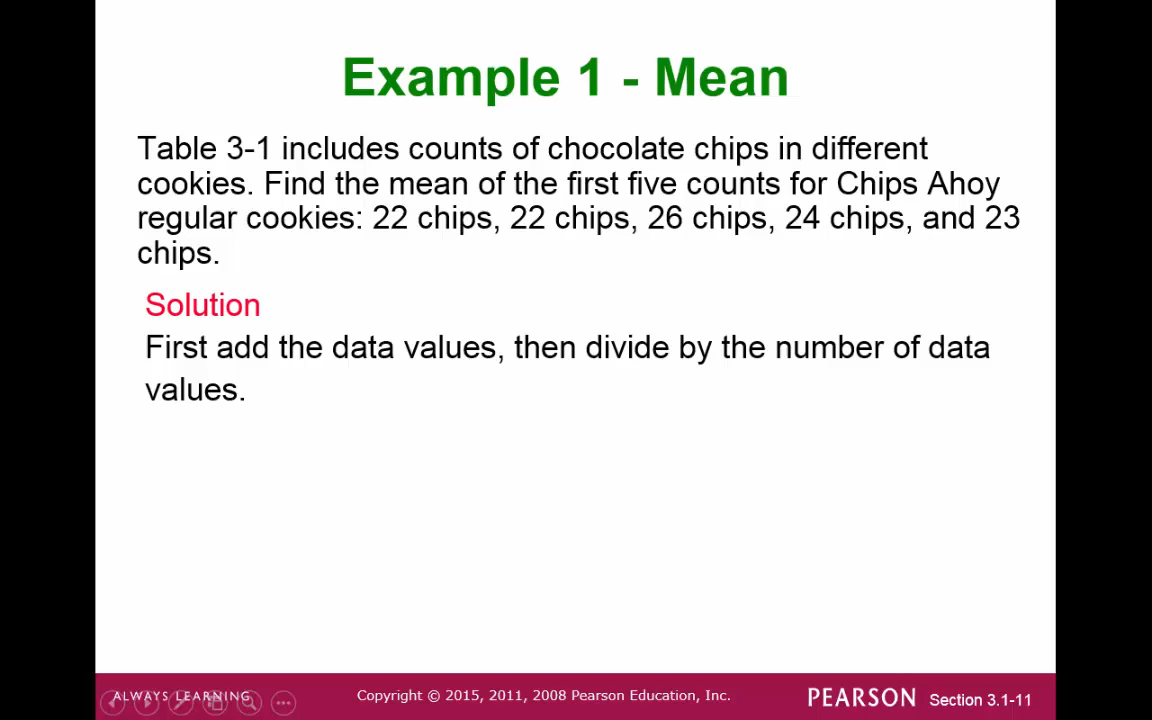 Example 1 - Mean
Table 3-1 includes counts of chocolate chips in different
cookies. Find the mean of the first five counts for Chips Ahoy
regular cookies: 22 chips, 22 chips, 26 chips, 24 chips, and 23
chips.
Solution
First add the data values, then divide by the number of data
values.
ALWAYS LEARNING
Copyright © 2015, 2011, 2008 Pearson Education, Inc.
PEARSON
Section 3.1-11